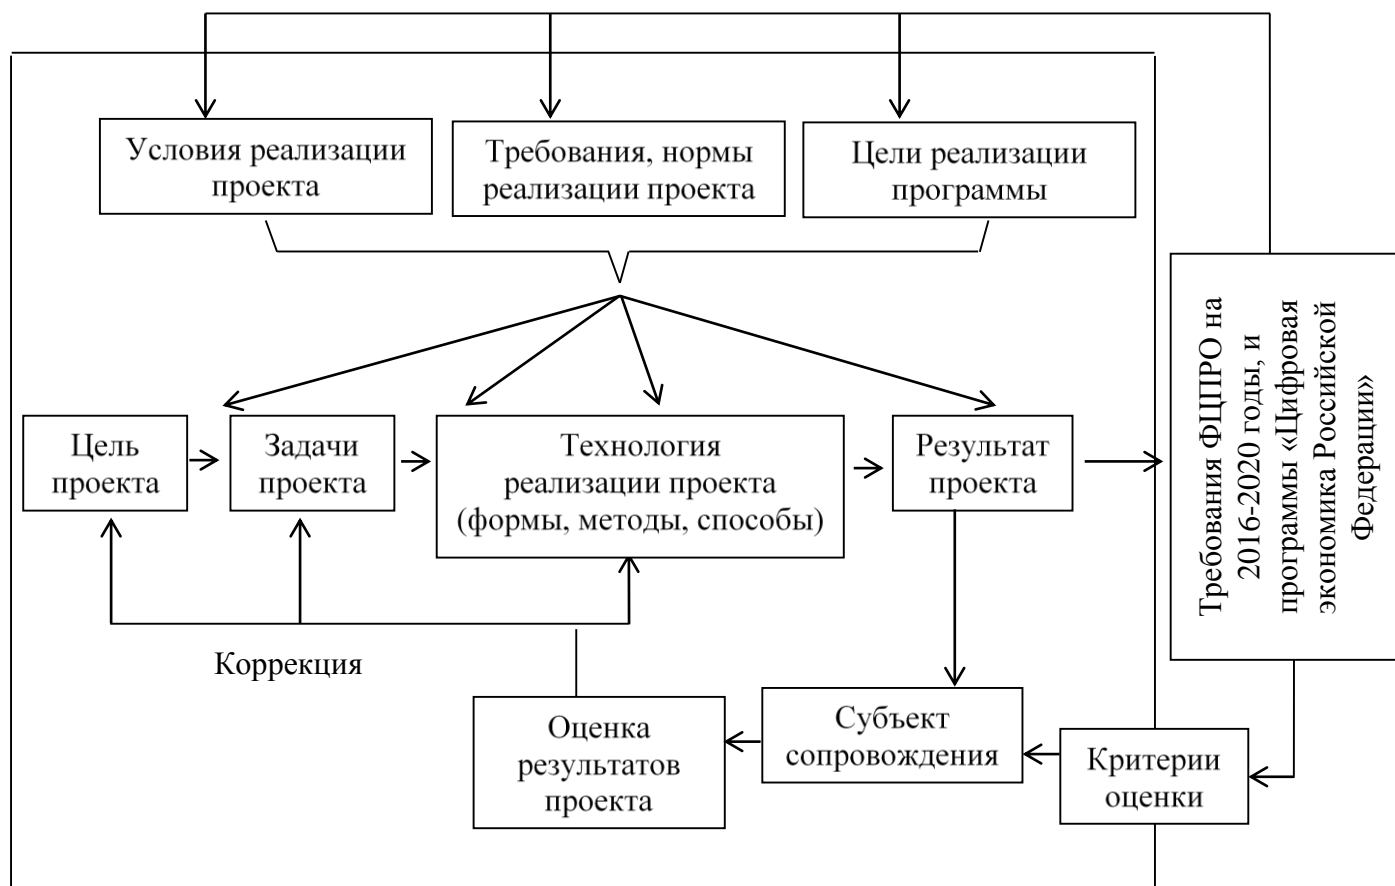 Условия реализации
проекта
Требования, нормы
реализации проекта
Цели реализации
программы
Требования ФЦПРО на
2016-2020 годы, и
программы «Цифровая
экономика Российской
Федерации»
Цель
проекта
Задачи
проекта
Технология
реализации проекта
(формы, методы, способы)
Результат
проекта
Коррекция
Оценка
результатов
проекта
Субъект
сопровождения
Критерии
оценки